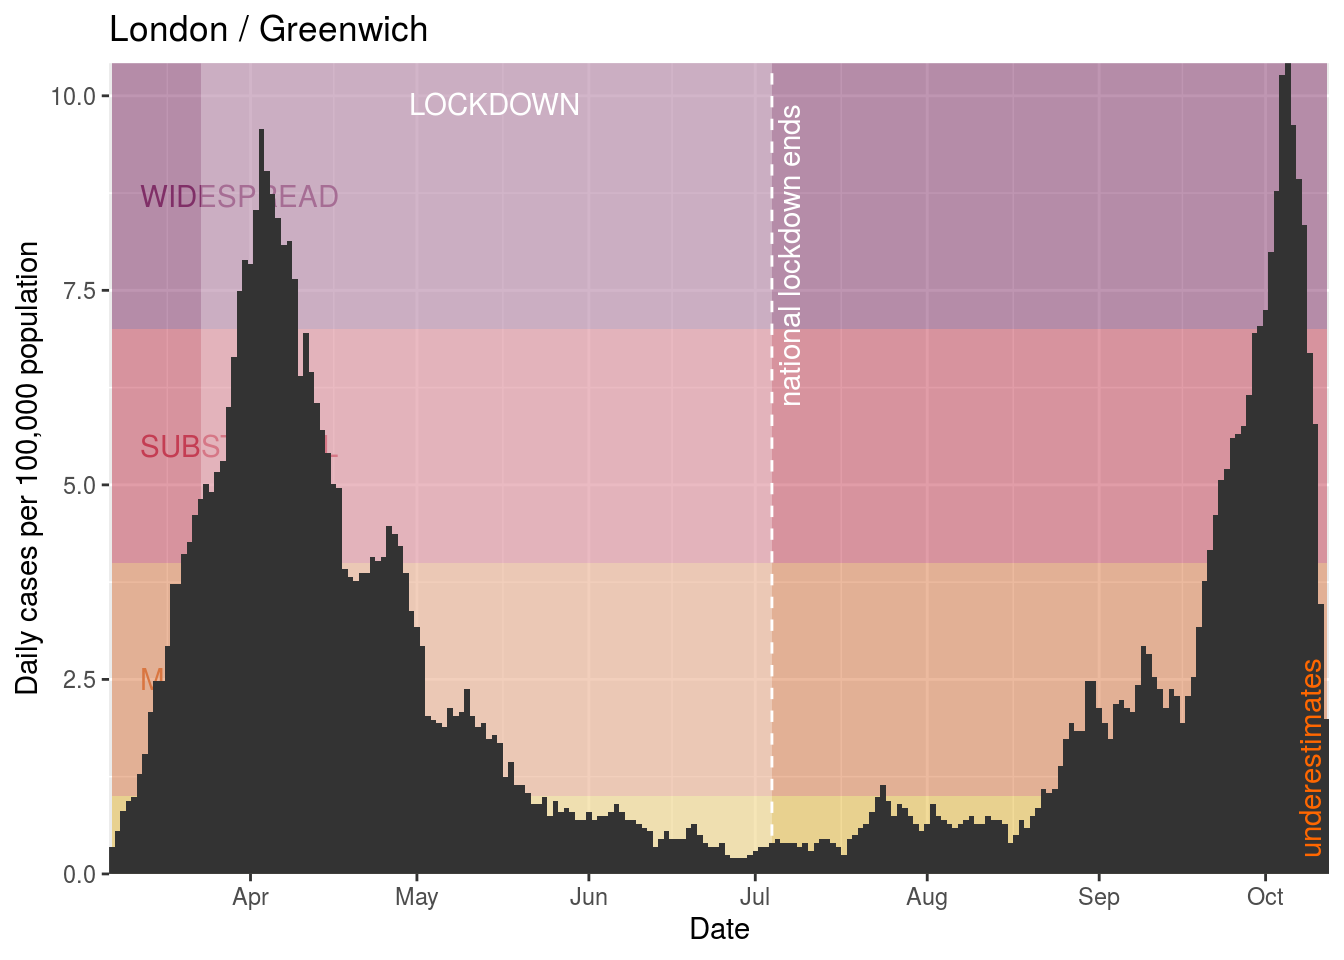 London / Greenwich
Daily cases per 100,000 population
10.0
7.5
5.0
2.5
0.0
LOCKDOWN
WIDESPREAD
national lockdown ends
underestimates
Apr
May
Jun
Jul
Aug
Sep
Oct
Date